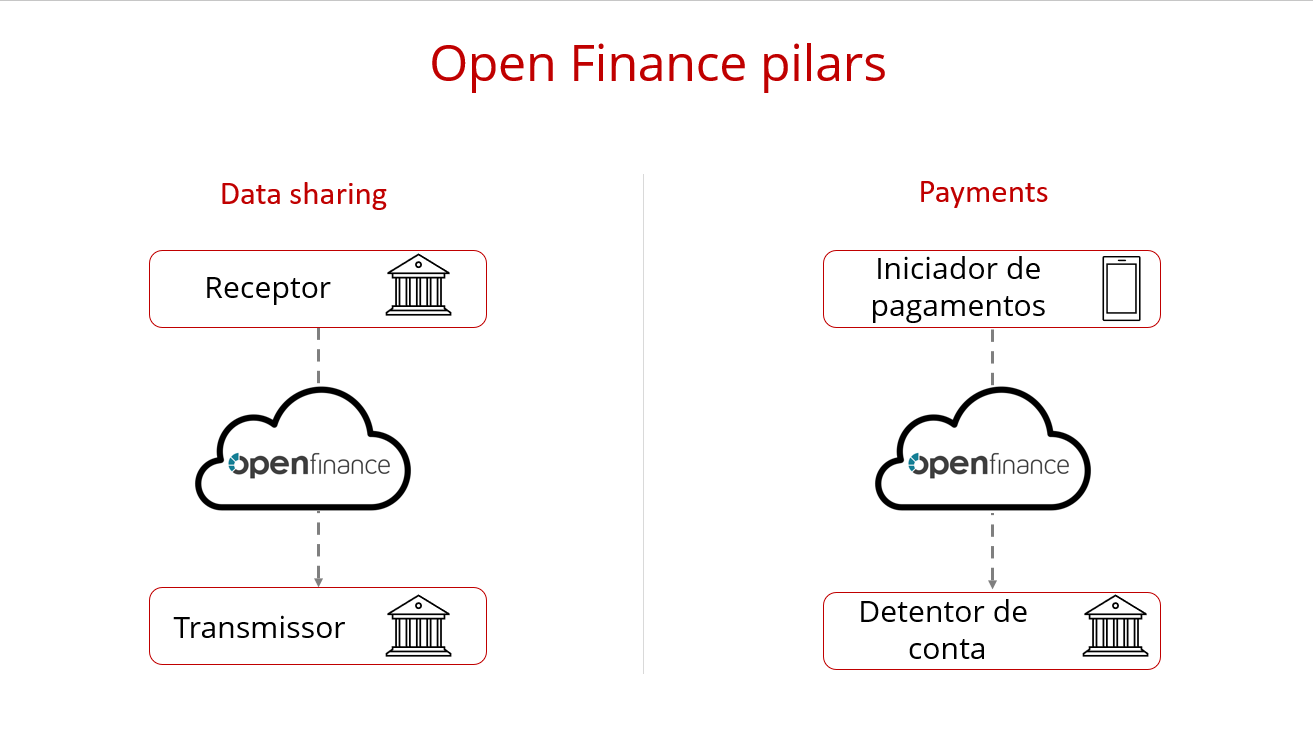 Open Finance pilars
Data sharing
Receptor
openfinance
Transmissor
Payments
Iniciador de
pagamentos
openfinance
Detentor de
conta